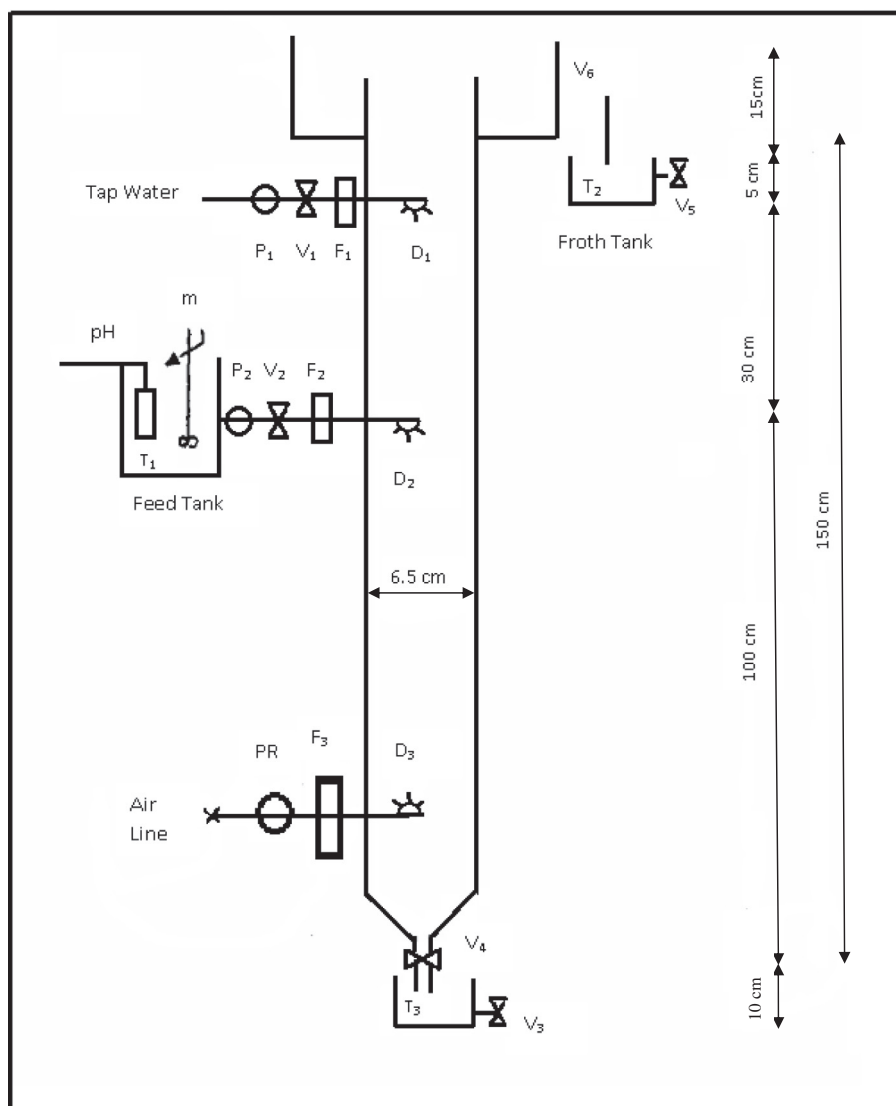 V6
15cm
Tap Water
P1 V1 F1 D1
T2
V5
5 cm
Froth Tank
m
pH
P2 V2 F2
30 cm
T1
D2
Feed Tank
150 cm
6.5 cm
100 cm
F3
PR
D3
Air
Line
V4
T3
V3
10 cm